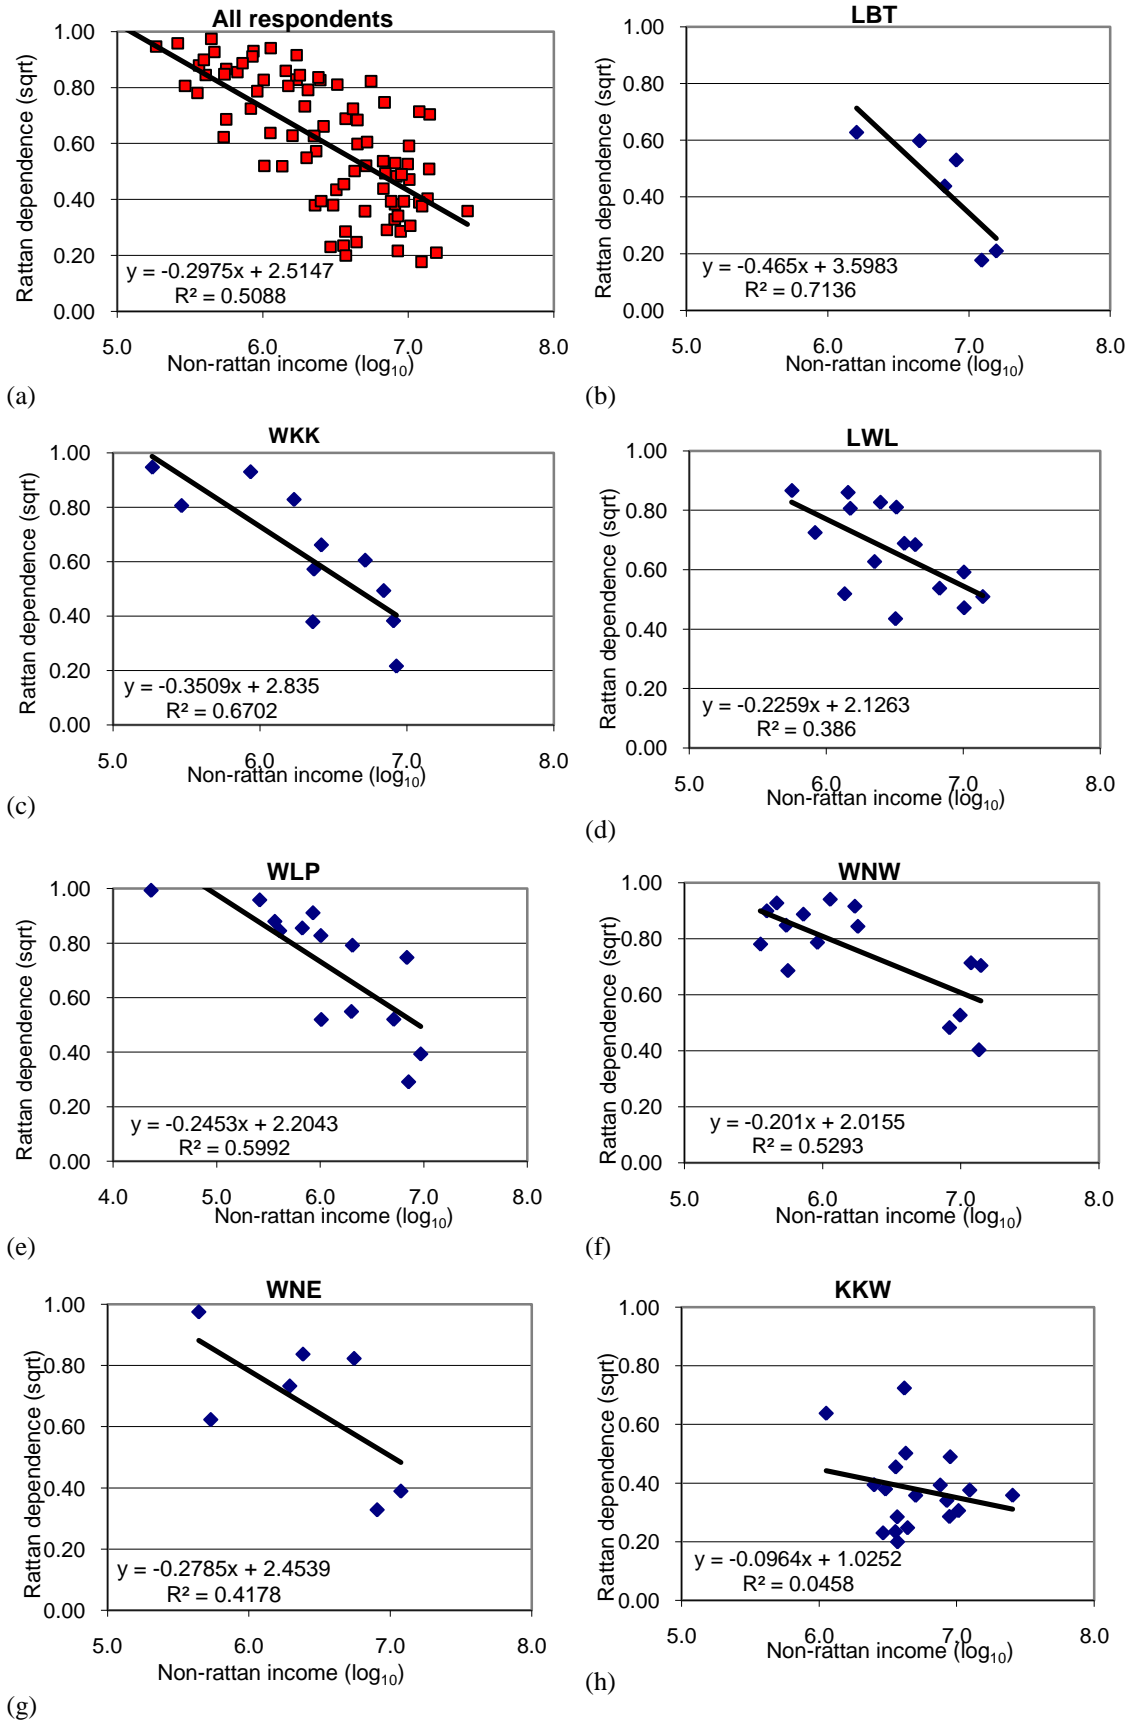 All respondents
1.00
0.80
0.60
0.40
0.20
0.00
Rattan dependence (sqrt)
y = -0.2975x + 2.5147
R² = 0.5088
5.0 6.0 7.0 8.0
Non-rattan income (log10)
(a)
LBT
1.00
0.80
0.60
0.40
0.20
0.00
Rattan dependence (sqrt)
y = -0.465x + 3.5983
R² = 0.7136
5.0 6.0 7.0 8.0
Non-rattan income (log10)
(b)
WKK
1.00
0.80
0.60
0.40
0.20
0.00
Rattan dependence (sqrt)
y = -0.3509x + 2.835
R² = 0.6702
5.0 6.0 7.0 8.0
Non-rattan income (log10)
(c)
LWL
1.00
0.80
0.60
0.40
0.20
0.00
Rattan dependence (sqrt)
y = -0.2259x + 2.1263
R² = 0.386
5.0 6.0 7.0 8.0
Non-rattan income (log10)
(d)
WLP
1.00
0.80
0.60
0.40
0.20
0.00
Rattan dependence (sqrt)
y = -0.2453x + 2.2043
R² = 0.5992
4.0 5.0 6.0 7.0 8.0
Non-rattan income (log10)
(e)
WNW
1.00
0.80
0.60
0.40
0.20
0.00
Rattan dependence (sqrt)
y = -0.201x + 2.0155
R² = 0.5293
5.0 6.0 7.0 8.0
Non-rattan income (log10)
(f)
WNE
1.00
0.80
0.60
0.40
0.20
0.00
Rattan dependence (sqrt)
y = -0.2785x + 2.4539
R² = 0.4178
5.0 6.0 7.0 8.0
Non-rattan income (log10)
(g)
KKW
1.00
0.80
0.60
0.40
0.20
0.00
Rattan dependence (sqrt)
y = -0.0964x + 1.0252
R² = 0.0458
5.0 6.0 7.0 8.0
Non-rattan income (log10)
(h)